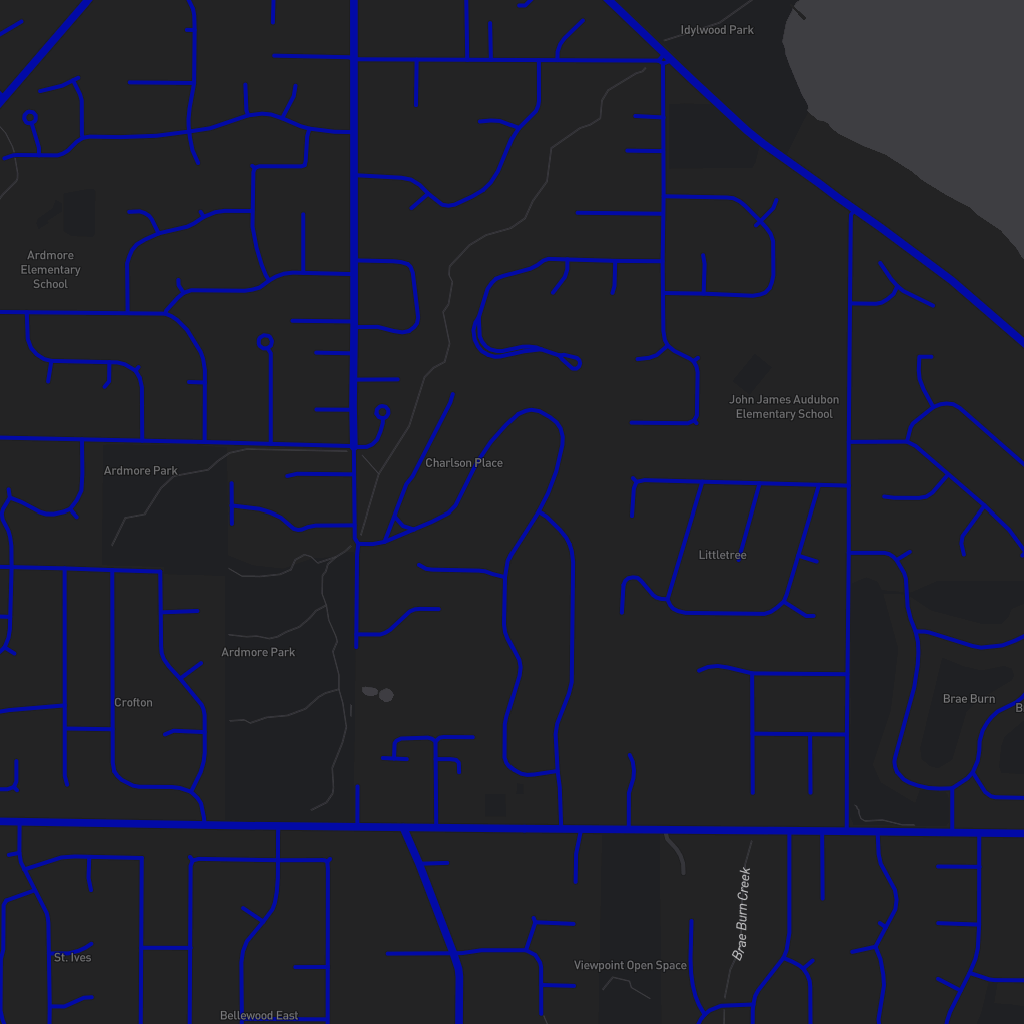 Idylwood Park
Ardmore
Elementary
School
John James Audubon
Elementary School
Charlson Place
Ardmore Park
Littletree
Ardmore Park
Crofton
Brae Burn
B
Brae Burn Creek
St. Ives
Viewpoint Open Space
Bellewood East